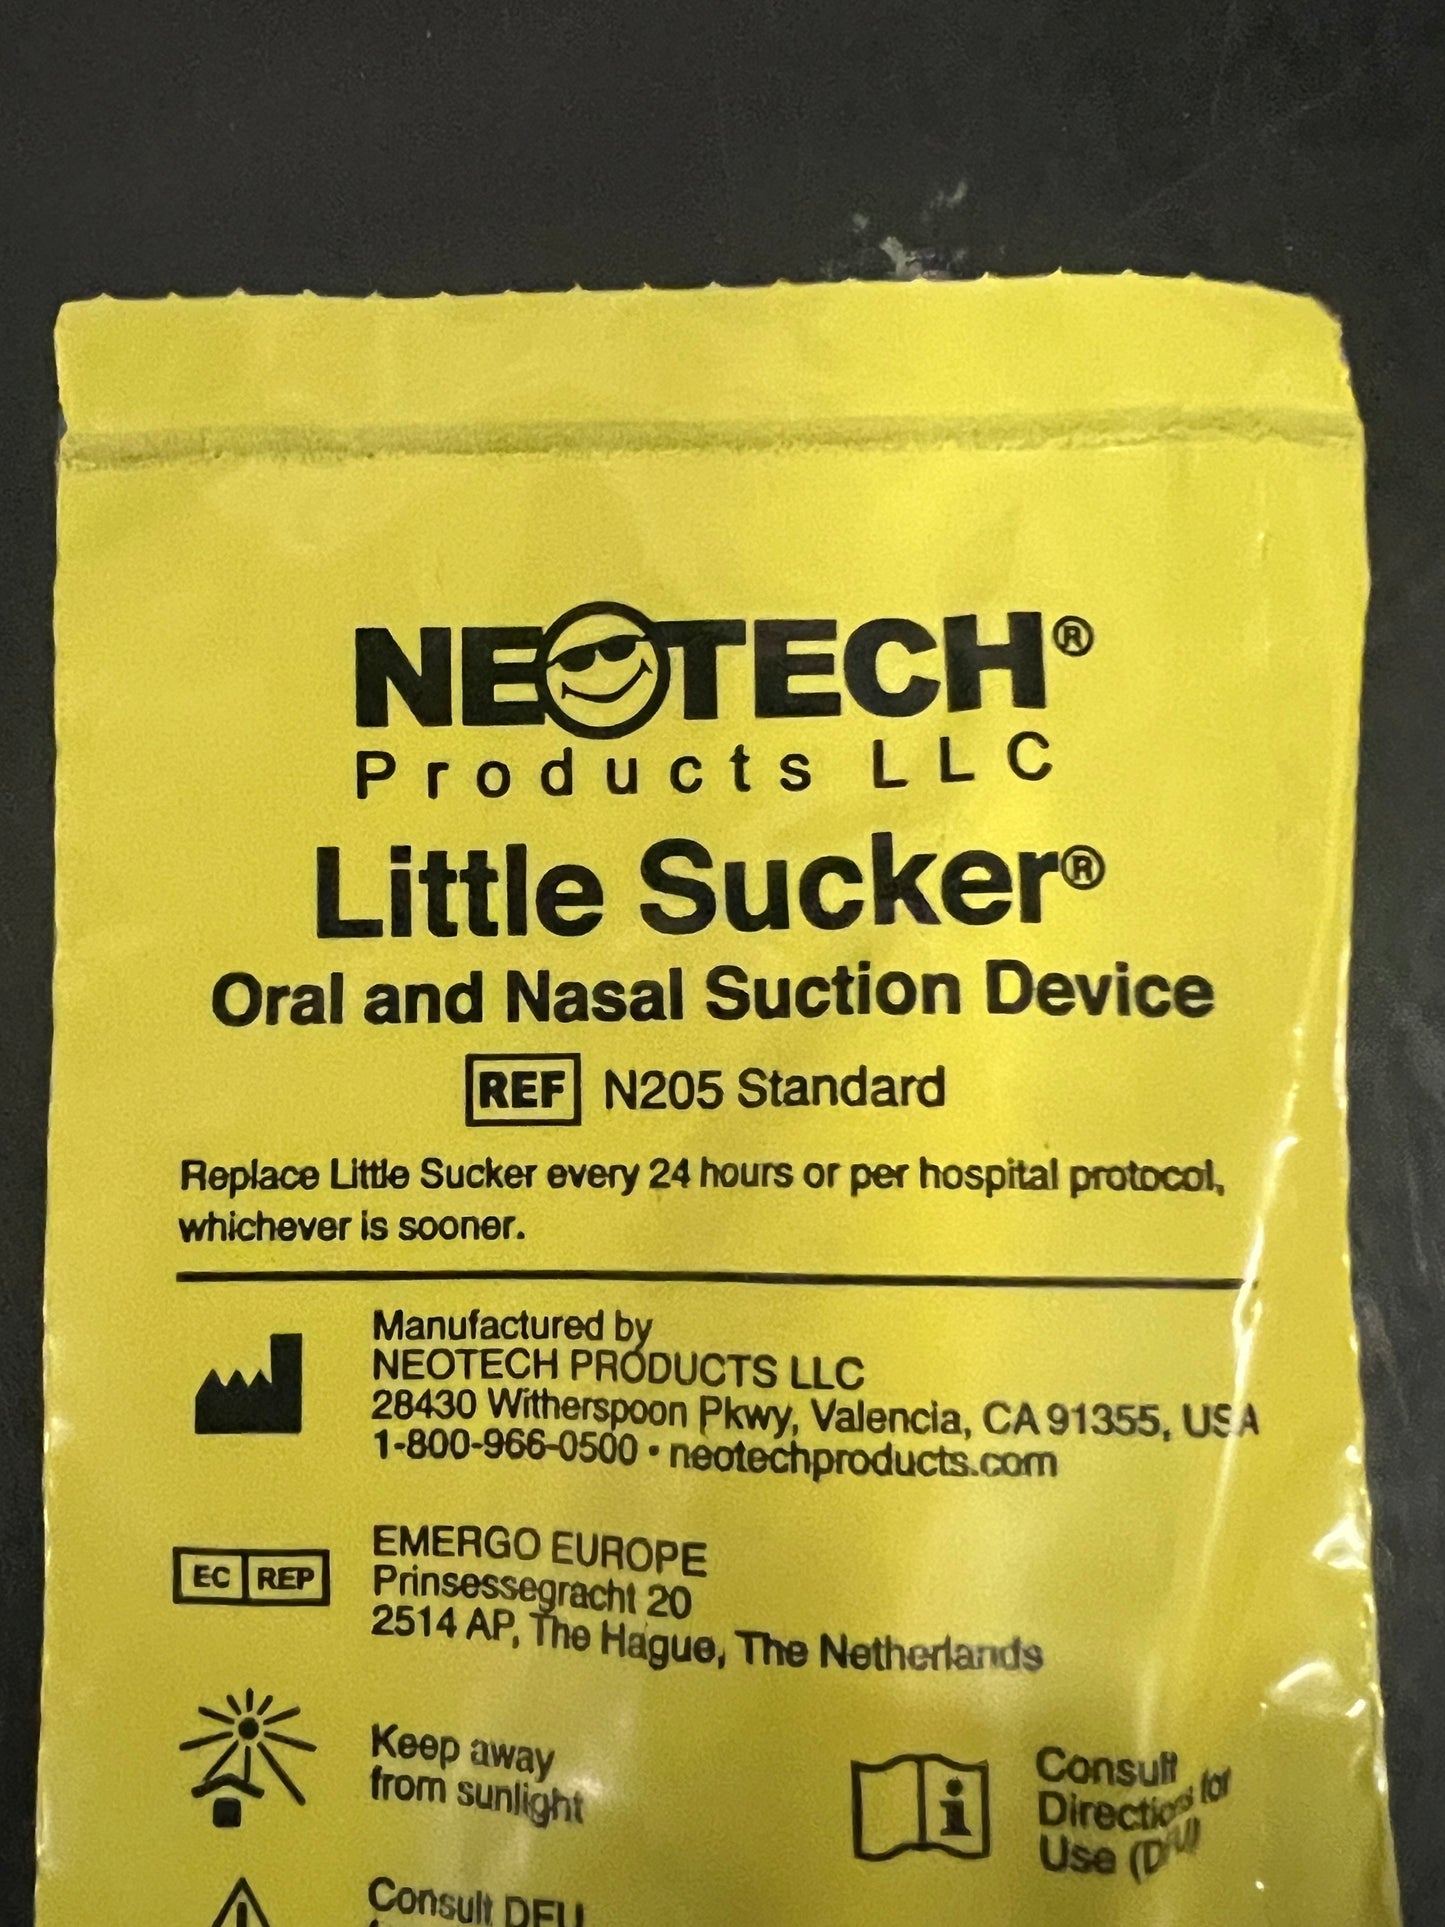 NEOTECH®
Products LLC
Little Sucker®
Oral and Nasal Suction Device
REF N205 Standard
Replace Little Sucker every 24 hours or per hospital protocol,
whichever is sooner.
Manufactured by
NEOTECH PRODUCTS LLC
28430 Witherspoon Pkwy, Valencia, CA 91355, USA
1-800-966-0500 • neotechproducts.com
EC REP
EMERGO EUROPE
Prinsessegracht 20
2514 AP, The Hague, The Netherlands
Keep away
from sunlight
i
Consult
Directions for
Use (DFU)
!
Consult DFU